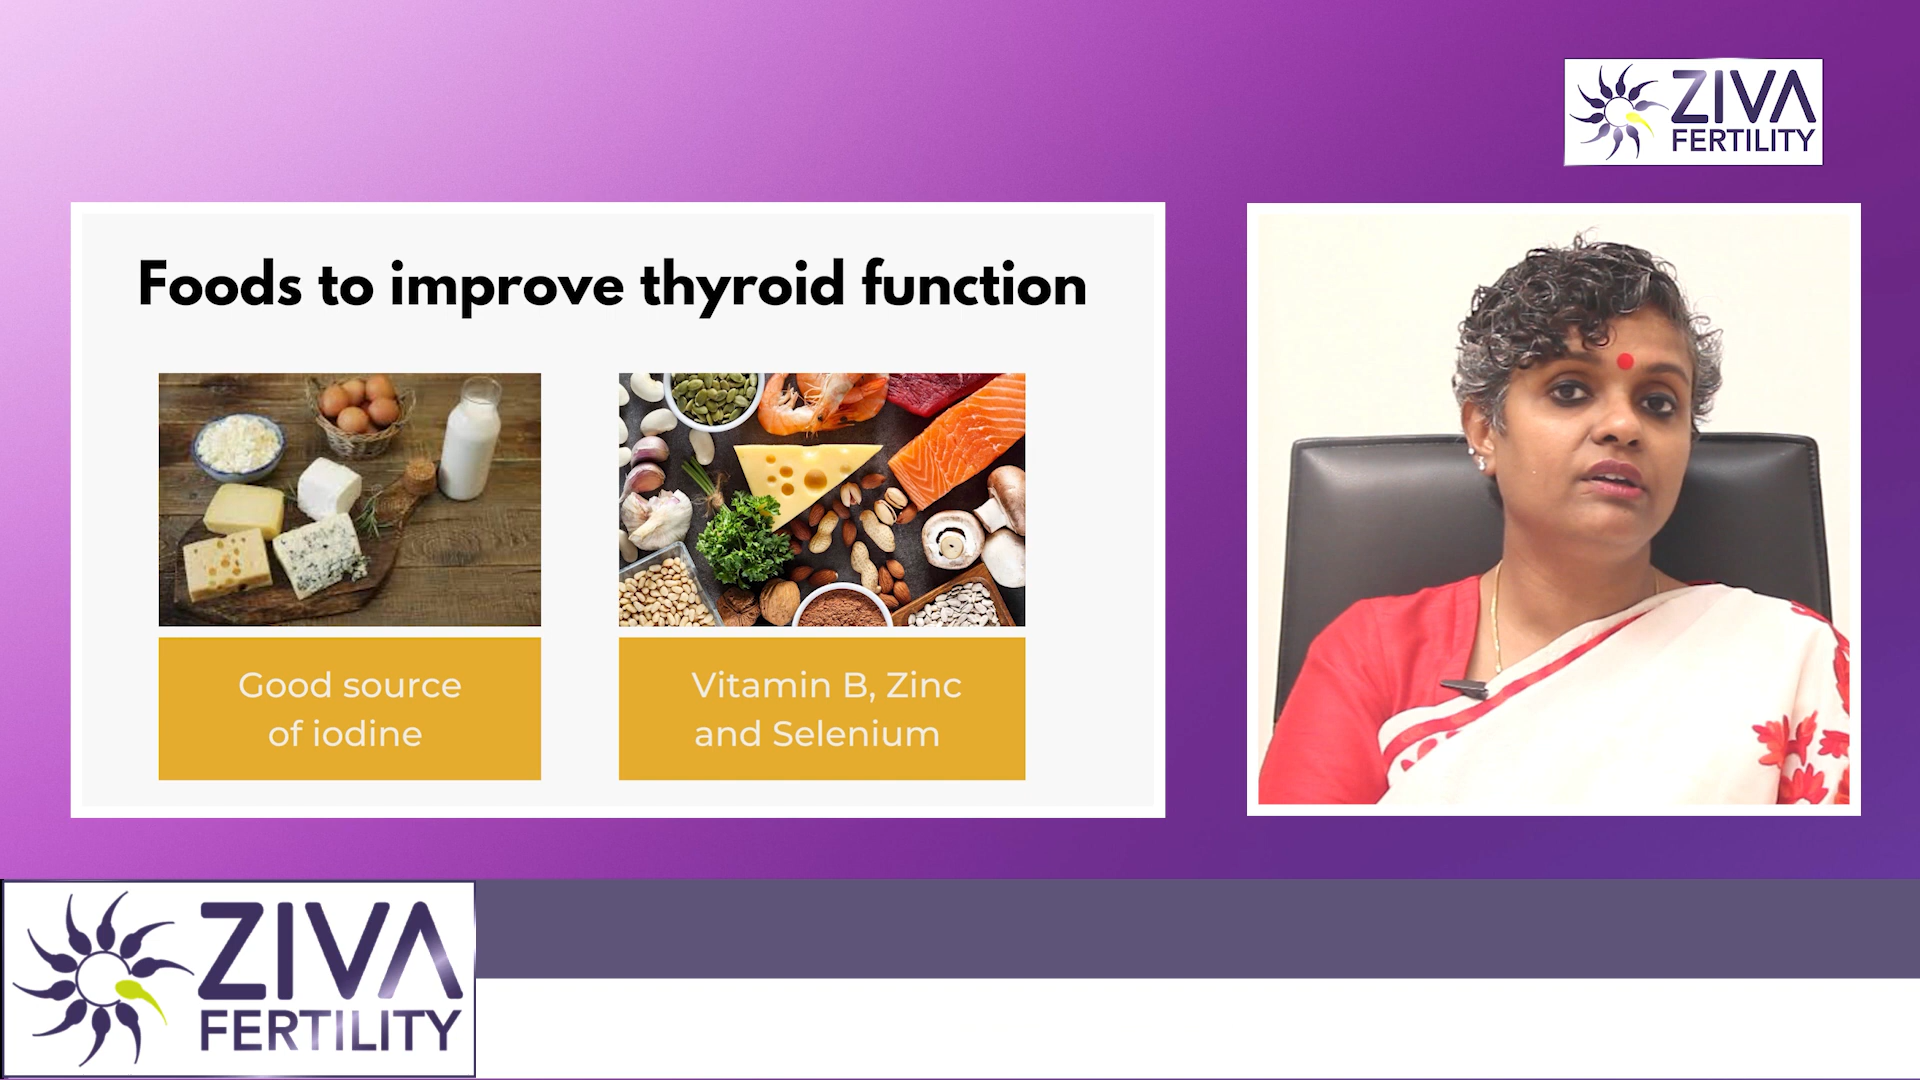 ZIVA
FERTILITY
Foods to improve thyroid function
Good source
of iodine
Vitamin B, Zinc
and Selenium
ZIVA
FERTILITY